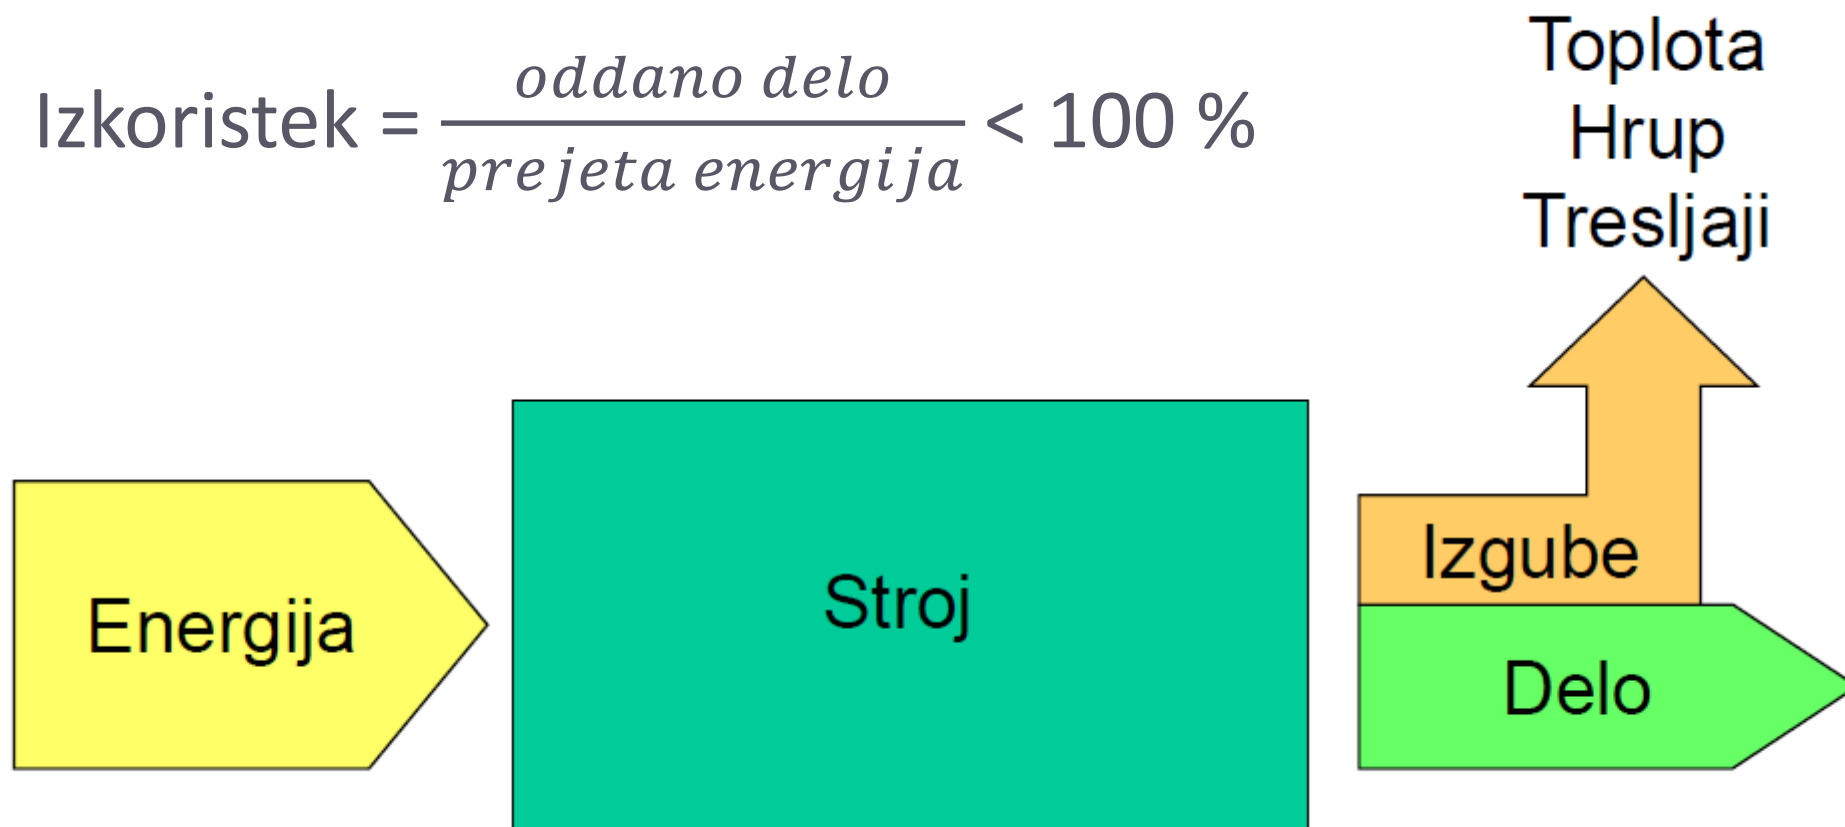 Izkoristek = oddano delo / prejeta energija < 100 %
Toplota
Hrup
Tresljaji
Energija
Stroj
Izgube
Delo